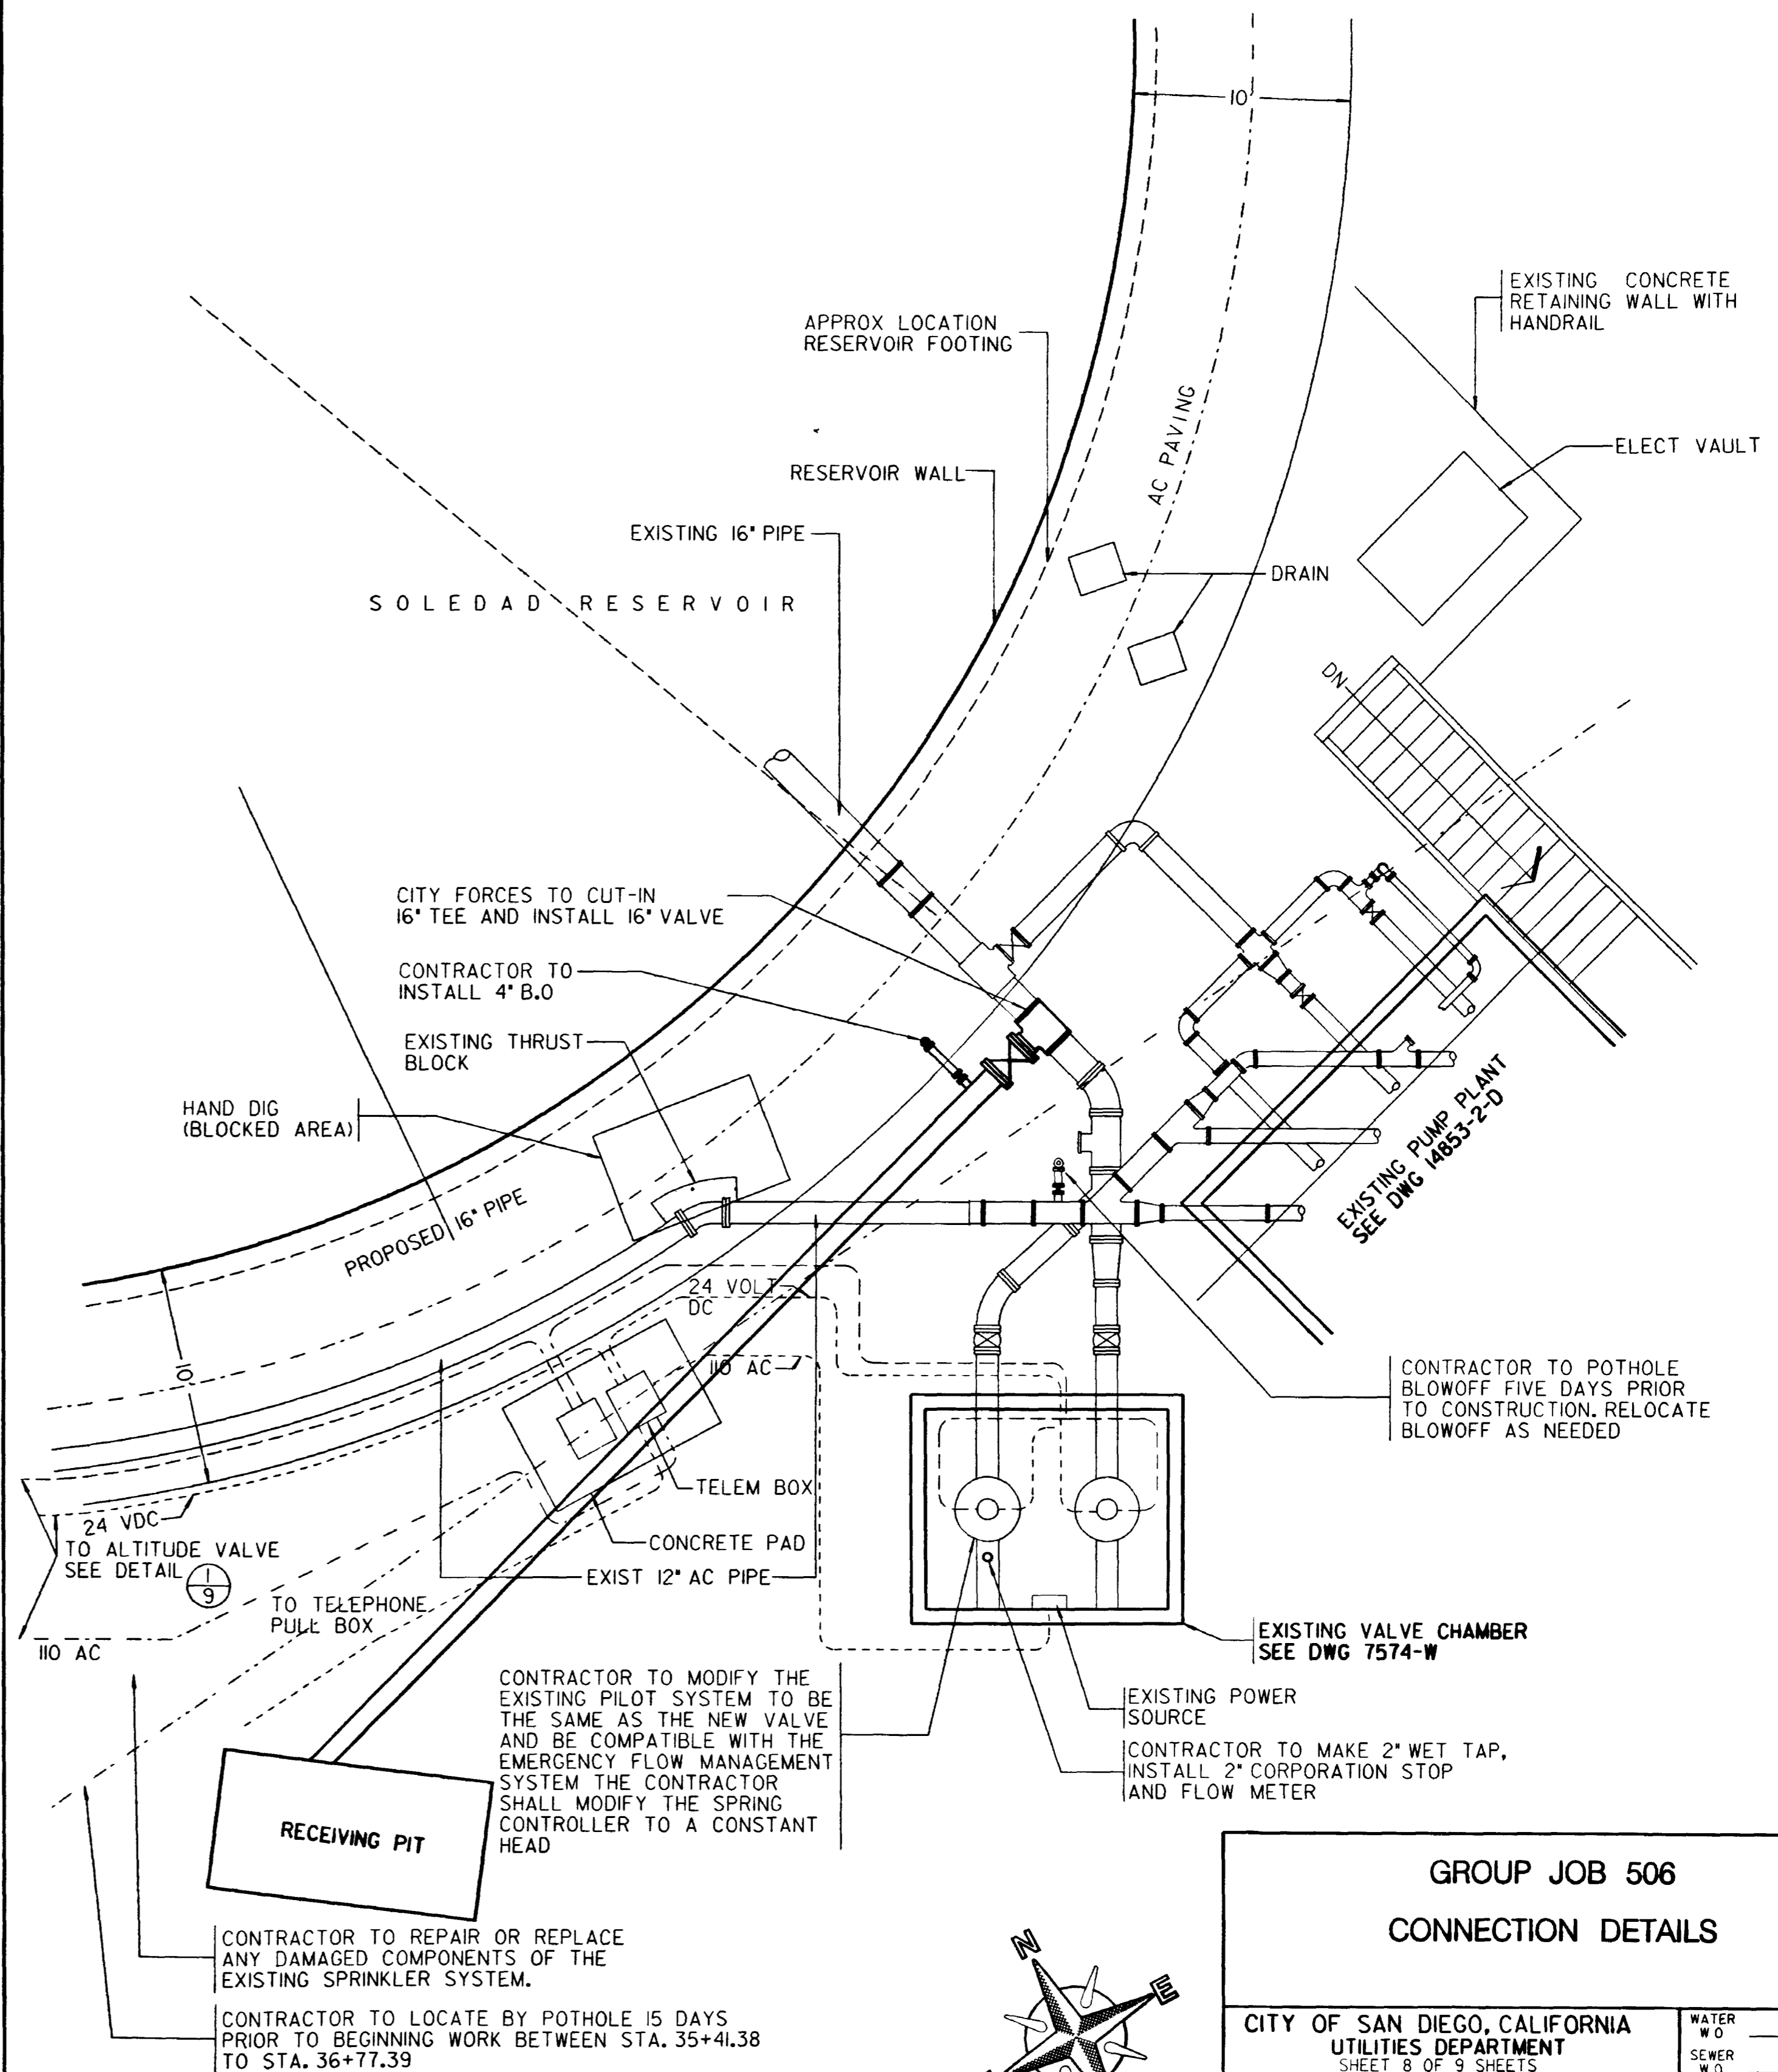 10'
EXISTING CONCRETE
RETAINING WALL WITH
HANDRAIL
APPROX LOCATION
RESERVOIR FOOTING
AC PAVING
ELECT VAULT
RESERVOIR WALL
EXISTING 16" PIPE
DRAIN
SOLEDAD RESERVOIR
DN
CITY FORCES TO CUT-IN
16" TEE AND INSTALL 16" VALVE
CONTRACTOR TO
INSTALL 4" B.O
EXISTING THRUST
BLOCK
HAND DIG
(BLOCKED AREA)
EXISTING PUMP PLANT
SEE DWG 14853-2-D
PROPOSED 16" PIPE
24 VOLT
DC
110 AC
10'
CONTRACTOR TO POTHOLE
BLOWOFF FIVE DAYS PRIOR
TO CONSTRUCTION. RELOCATE
BLOWOFF AS NEEDED
TELEM BOX
24 VDC
TO ALTITUDE VALVE
SEE DETAIL
1
9
CONCRETE PAD
EXIST 12" AC PIPE
TO TELEPHONE
PULL BOX
110 AC
EXISTING VALVE CHAMBER
SEE DWG 7574-W
CONTRACTOR TO MODIFY THE
EXISTING PILOT SYSTEM TO BE
THE SAME AS THE NEW VALVE
AND BE COMPATIBLE WITH THE
EMERGENCY FLOW MANAGEMENT
SYSTEM THE CONTRACTOR
SHALL MODIFY THE SPRING
CONTROLLER TO A CONSTANT
HEAD
EXISTING POWER
SOURCE
CONTRACTOR TO MAKE 2" WET TAP,
INSTALL 2" CORPORATION STOP
AND FLOW METER
RECEIVING PIT
CONTRACTOR TO REPAIR OR REPLACE
ANY DAMAGED COMPONENTS OF THE
EXISTING SPRINKLER SYSTEM.
CONTRACTOR TO LOCATE BY POTHOLE 15 DAYS
PRIOR TO BEGINNING WORK BETWEEN STA. 35+41.38
TO STA. 36+77.39
N
E
GROUP JOB 506
CONNECTION DETAILS
CITY OF SAN DIEGO, CALIFORNIA
UTILITIES DEPARTMENT
SHEET 8 OF 9 SHEETS
WATER
W O
SEWER
W O